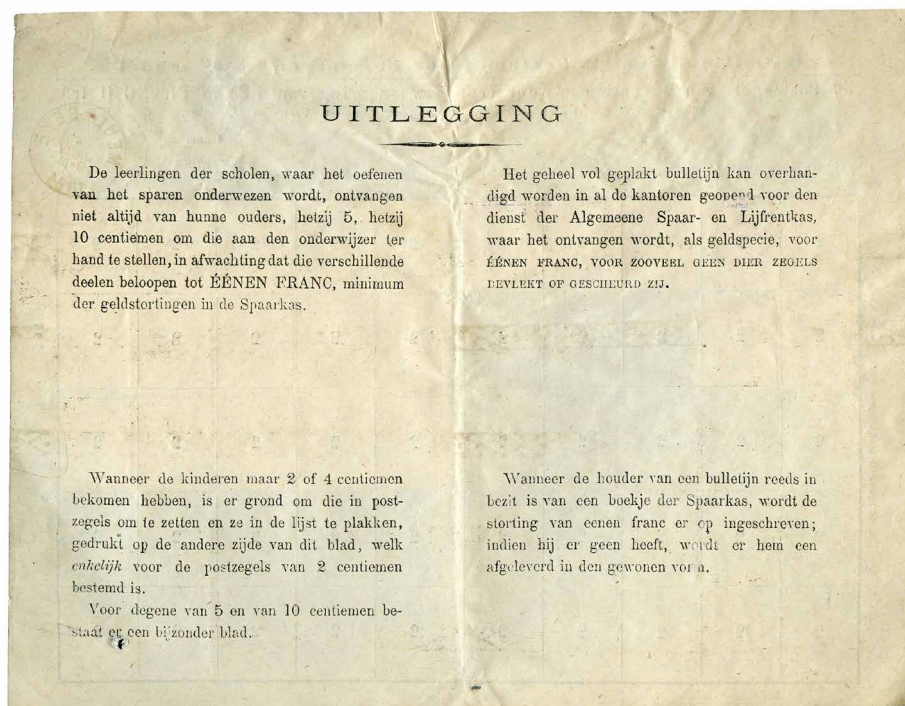 UITLEGGING
De leerlingen der scholen, waar het oefenen
van het sparen onderwezen wordt, ontvangen
niet altijd van hunne ouders, hetzij 5, hetzij
10 centiemen om die aan den onderwijzer ter
hand te stellen, in afwachting dat die verschillende
deelen beloopen tot ÉÉNEN FRANC, minimum
der geldstortingen in de Spaarkas.
Wanneer de kinderen maar 2 of 4 centiemen
bekomen hebben, is er grond om die in post-
zegels om te zetten en ze in de lijst te plakken,
gedrukt op de andere zijde van dit blad, welk
enkelijk voor de postzegels van 2 centiemen
bestemd is.
Voor degene van 5 en van 10 centiemen be-
staat er een bijzonder blad.
Het geheel vol geplakt bulletijn kan overhan-
digd worden in al de kantoren geopend voor den
dienst der Algemeene Spaar- en Lijfrentkas,
waar het ontvangen wordt, als geldspecie, voor
ÉÉNEN FRANC, VOOR ZOOVEEL GEEN DIER ZEGELS
BEVLEKT OF GESCHEURD ZIJ.
Wanneer de houder van een bulletijn reeds in
bezit is van een boekje der Spaarkas, wordt de
storting van eenen franc er op ingeschreven;
indien hij er geen heeft, wordt er hem een
afgeleverd in den gewonen vorm.